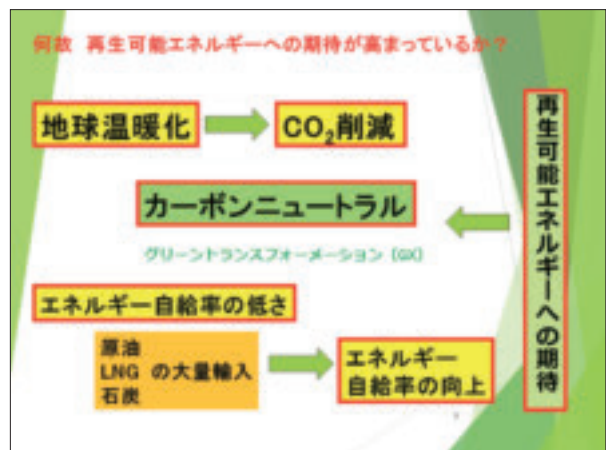 何故 再生可能エネルギーへの期待が高まっているか？
地球温暖化
CO₂削減
カーボンニュートラル
グリーントランスフォーメーション（GX）
エネルギー自給率の低さ
原油
LNG の大量輸入
石炭
エネルギー
自給率の向上
再生可能エネルギーへの期待